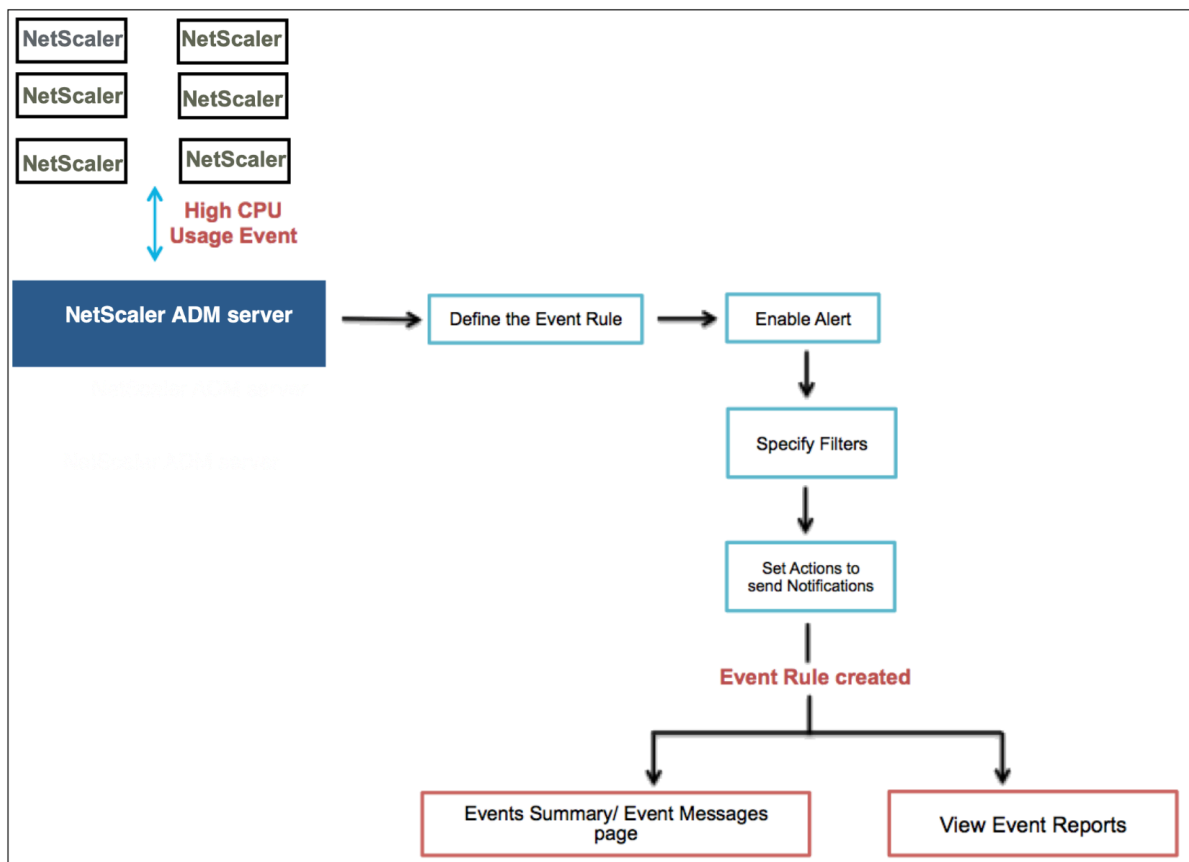 NetScaler
NetScaler
NetScaler
NetScaler
NetScaler
NetScaler
High CPU
Usage Event
NetScaler ADM server
Define the Event Rule
Enable Alert
Specify Filters
Set Actions to
send Notifications
Event Rule created
Events Summary/ Event Messages
page
View Event Reports